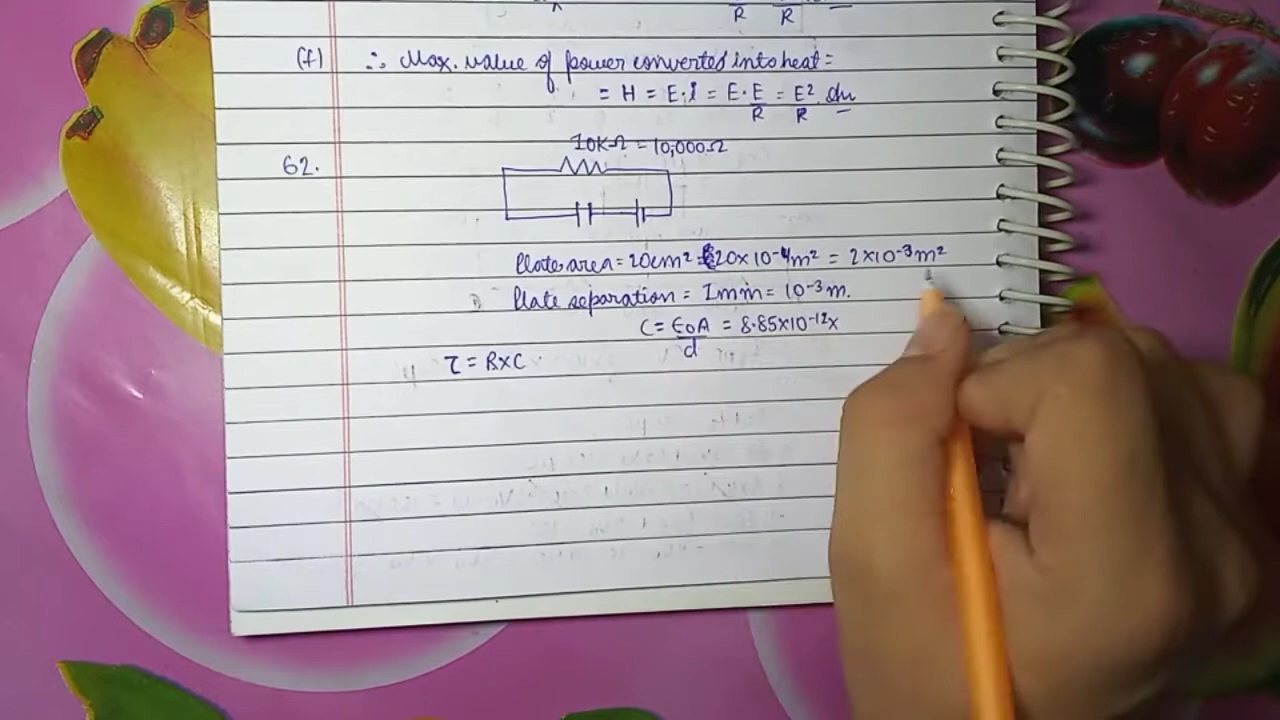 R R
(f) ∴ Max. value of power converted into heat =
= H = E·i = E·E/R = E²/R du
10KΩ = 10,000Ω
62.
Plate area = 20cm² = 20×10⁻⁴m² = 2×10⁻³m²
Plate separation = 1mm = 10⁻³m.
C = ε₀A/d = 8.85×10⁻¹²×
τ = R×C